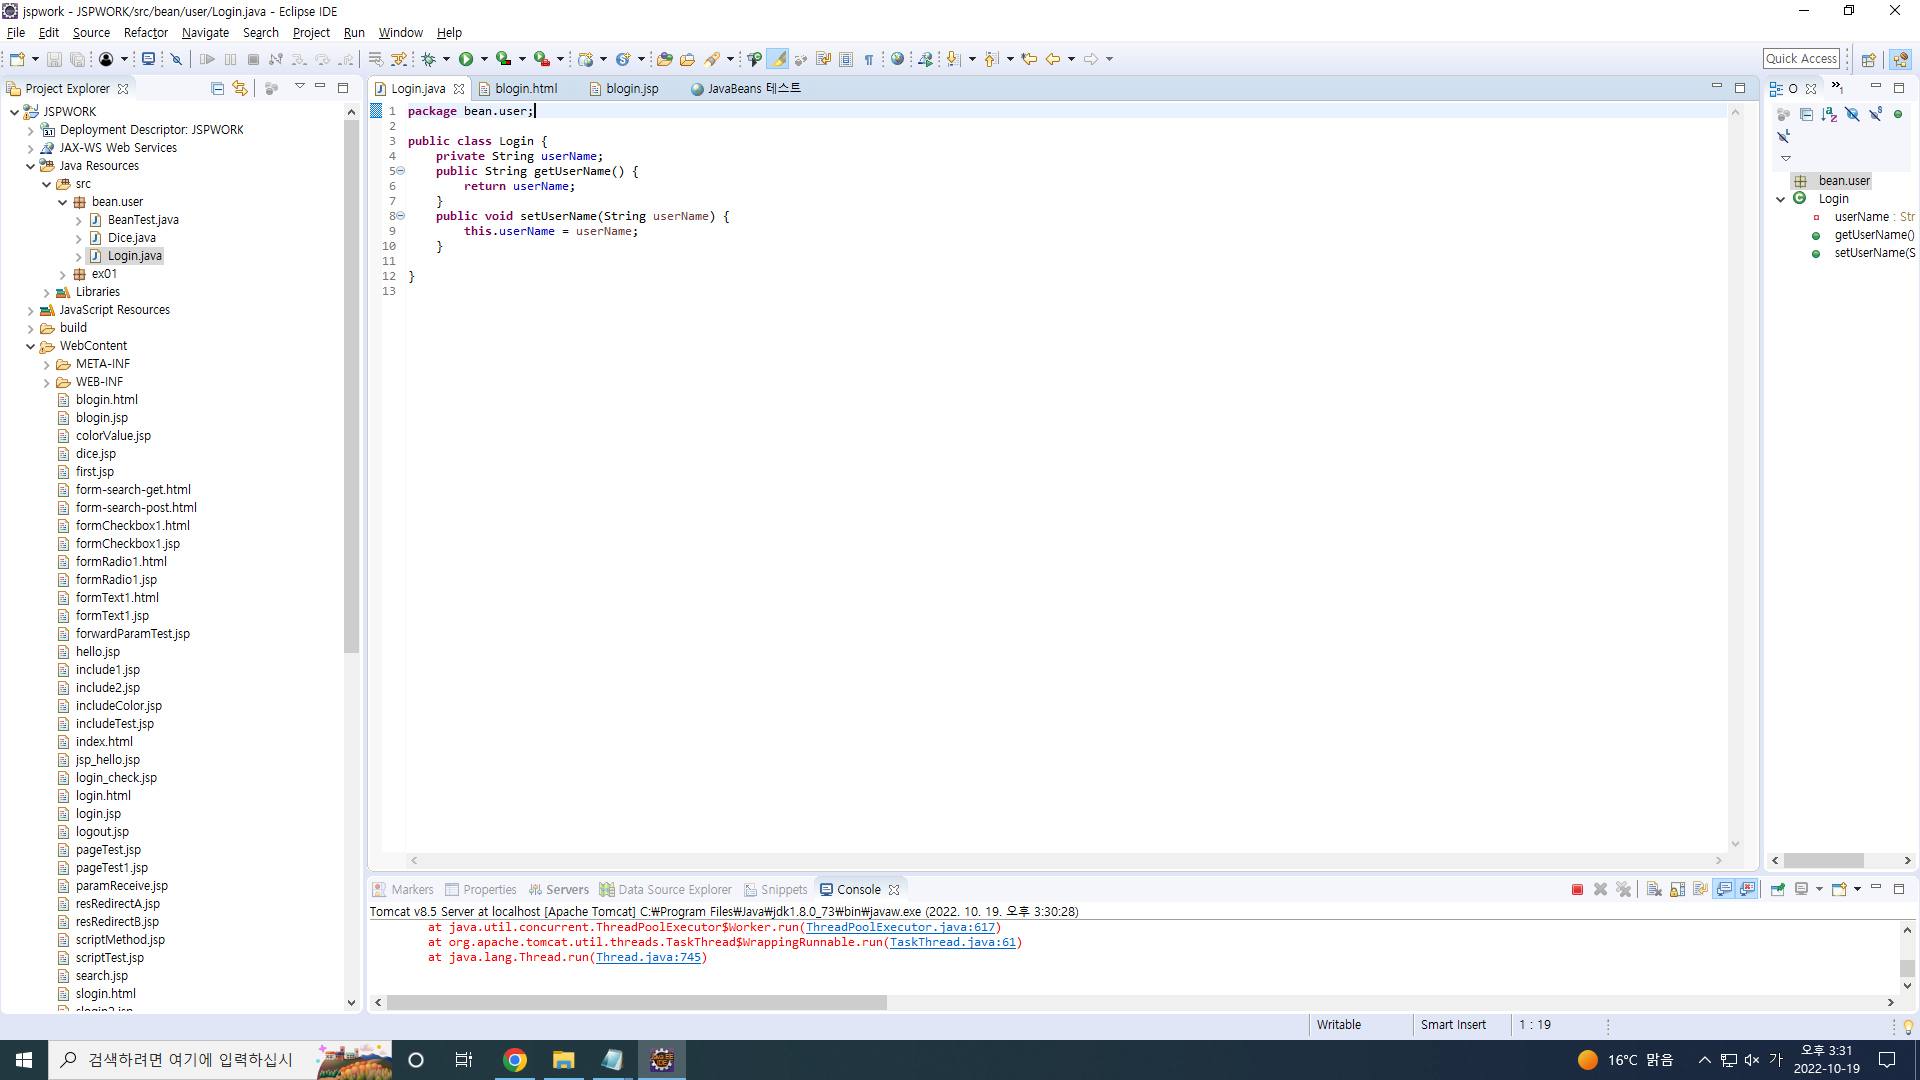 jspwork - JSPWORK/src/bean/user/Login.java - Eclipse IDE
File Edit Source Refactor Navigate Search Project Run Window Help
Quick Access
Project Explorer
JSPWORK
Deployment Descriptor: JSPWORK
JAX-WS Web Services
Java Resources
src
bean.user
BeanTest.java
Dice.java
Login.java
ex01
Libraries
JavaScript Resources
build
WebContent
META-INF
WEB-INF
blogin.html
blogin.jsp
colorValue.jsp
dice.jsp
first.jsp
form-search-get.html
form-search-post.html
formCheckbox1.html
formCheckbox1.jsp
formRadio1.html
formRadio1.jsp
formText1.html
formText1.jsp
forwardParamTest.jsp
hello.jsp
include1.jsp
include2.jsp
includeColor.jsp
includeTest.jsp
index.html
jsp_hello.jsp
login_check.jsp
login.html
login.jsp
logout.jsp
pageTest.jsp
pageTest1.jsp
paramReceive.jsp
resRedirectA.jsp
resRedirectB.jsp
scriptMethod.jsp
scriptTest.jsp
search.jsp
slogin.html
Login.java blogin.html blogin.jsp JavaBeans 테스트
1 package bean.user;
2
3 public class Login {
4 private String userName;
5 public String getUserName() {
6 return userName;
7 }
8 public void setUserName(String userName) {
9 this.userName = userName;
10 }
11
12 }
13
O
bean.user
Login
userName : Str
getUserName()
setUserName(S
Markers Properties Servers Data Source Explorer Snippets Console
Tomcat v8.5 Server at localhost [Apache Tomcat] C:₩Program Files₩Java₩jdk1.8.0_73₩bin₩javaw.exe (2022. 10. 19. 오후 3:30:28)
at java.util.concurrent.ThreadPoolExecutor$Worker.run(ThreadPoolExecutor.java:617)
at org.apache.tomcat.util.threads.TaskThread$WrappingRunnable.run(TaskThread.java:61)
at java.lang.Thread.run(Thread.java:745)
Writable Smart Insert 1 : 19
검색하려면 여기에 입력하십시
16°C 맑음 가 오후 3:31
2022-10-19